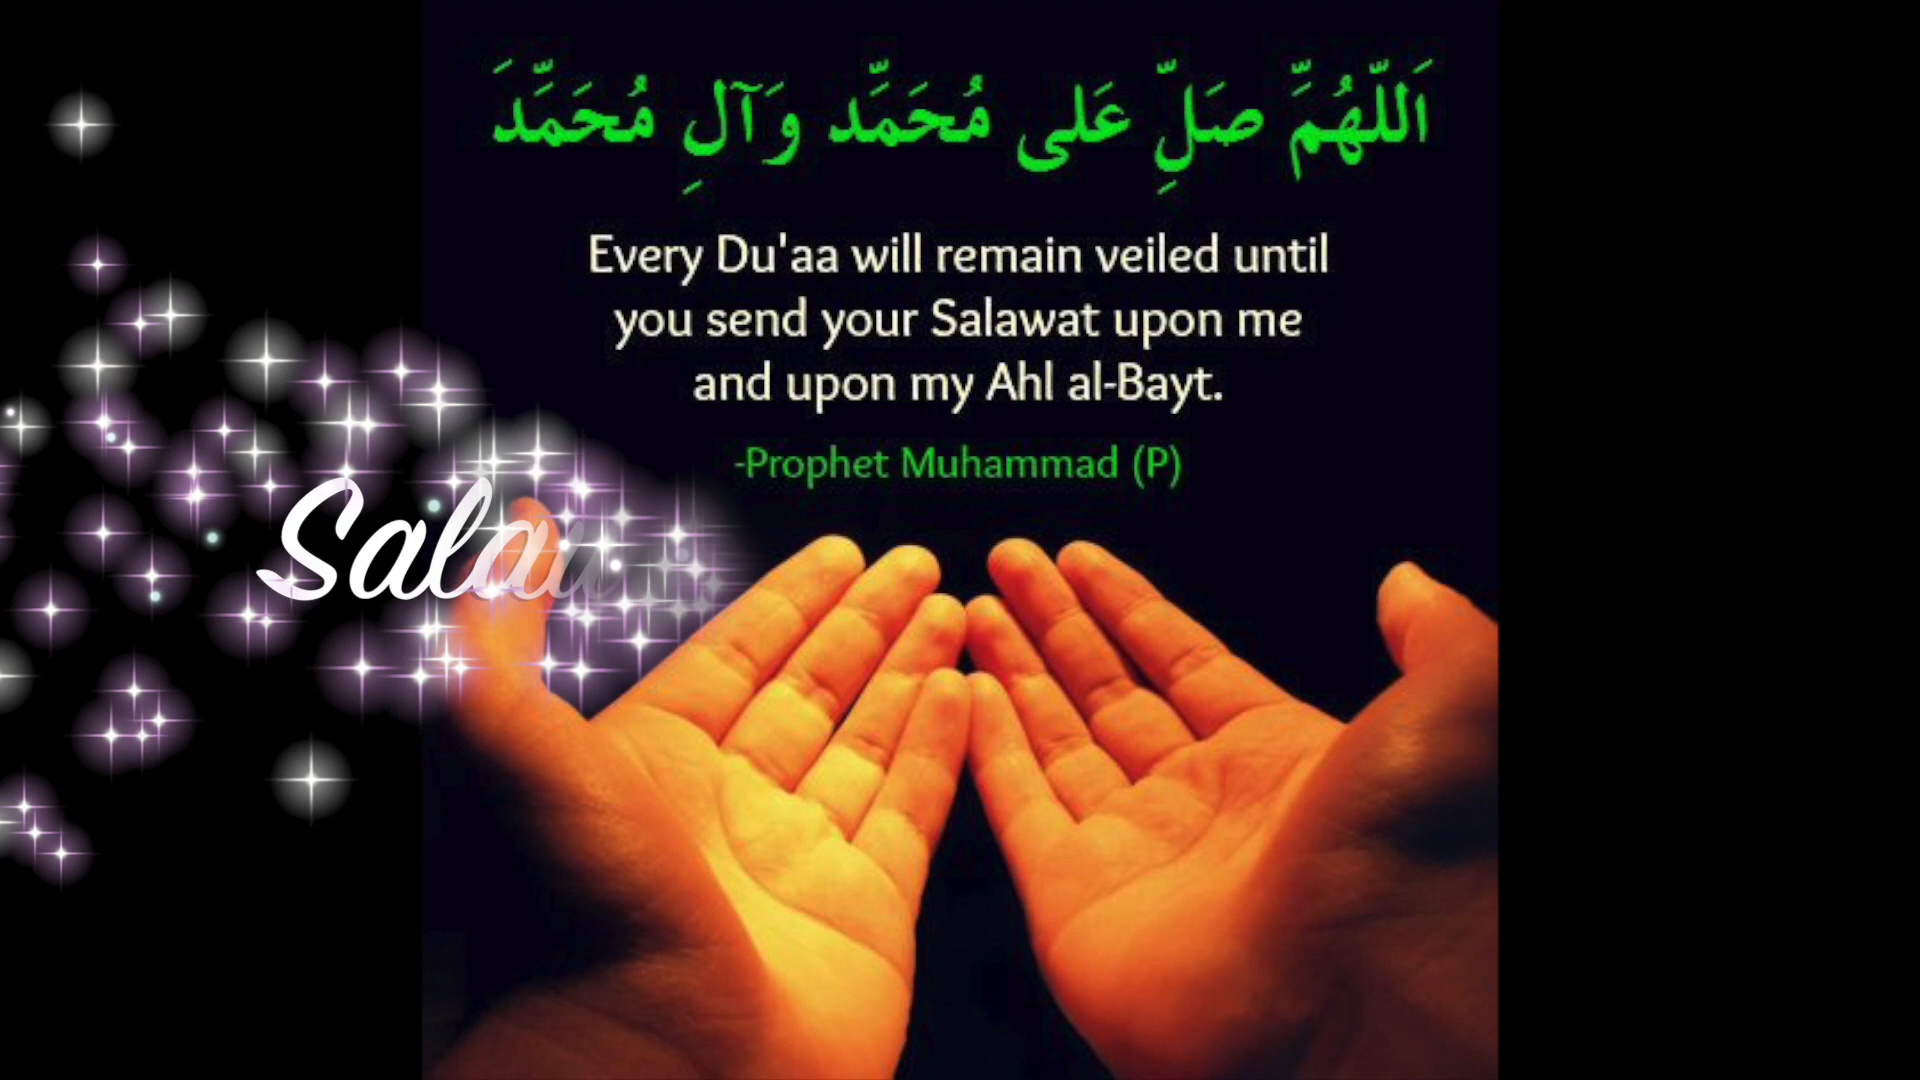 اَللّهُمَّ صَلِّ عَلى مُحَمَّد وَآلِ مُحَمَّدَ
Every Du'aa will remain veiled until
you send your Salawat upon me
and upon my Ahl al-Bayt.
-Prophet Muhammad (P)
Salaw